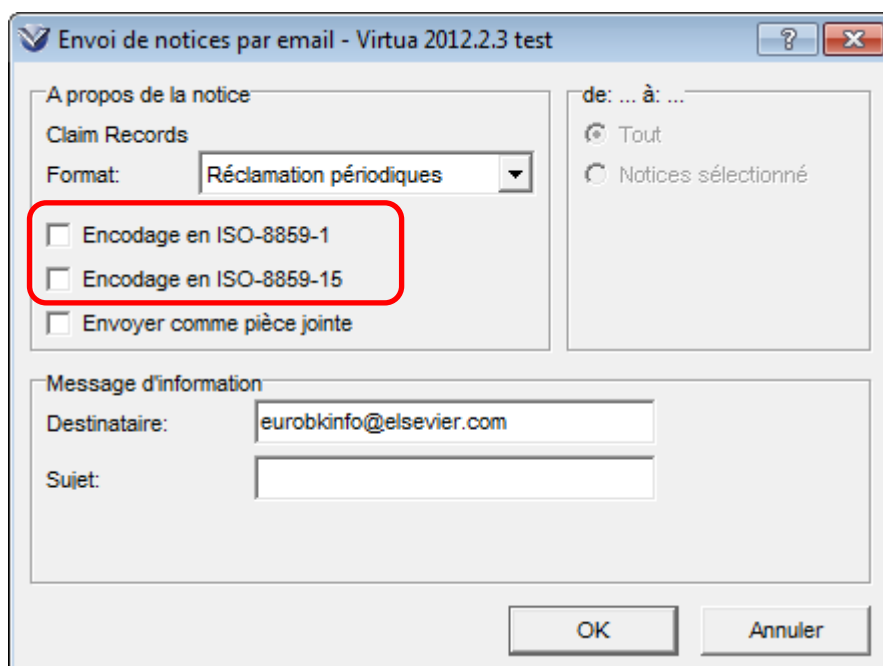 Envoi de notices par email - Virtua 2012.2.3 test
A propos de la notice
Claim Records
Format: Réclamation périodiques
Encodage en ISO-8859-1
Encodage en ISO-8859-15
Envoyer comme pièce jointe
de: ... à: ...
Tout
Notices sélectionné
Message d'information
Destinataire: eurobkinfo@elsevier.com
Sujet:
OK Annuler